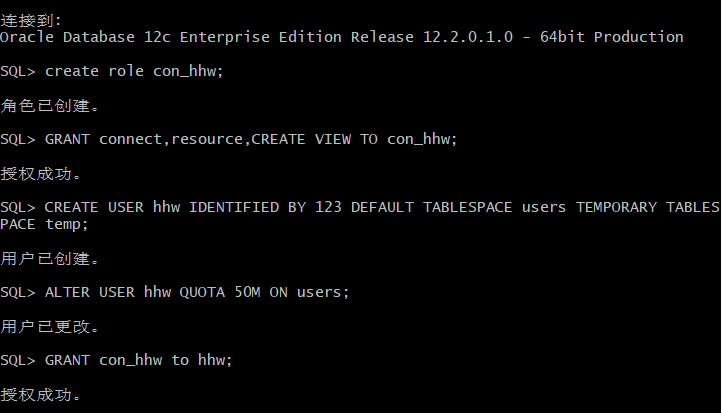 连接到:
Oracle Database 12c Enterprise Edition Release 12.2.0.1.0 - 64bit Production
SQL> create role con_hhw;
角色已创建。
SQL> GRANT connect,resource,CREATE VIEW TO con_hhw;
授权成功。
SQL> CREATE USER hhw IDENTIFIED BY 123 DEFAULT TABLESPACE users TEMPORARY TABLES
PACE temp;
用户已创建。
SQL> ALTER USER hhw QUOTA 50M ON users;
用户已更改。
SQL> GRANT con_hhw to hhw;
授权成功。